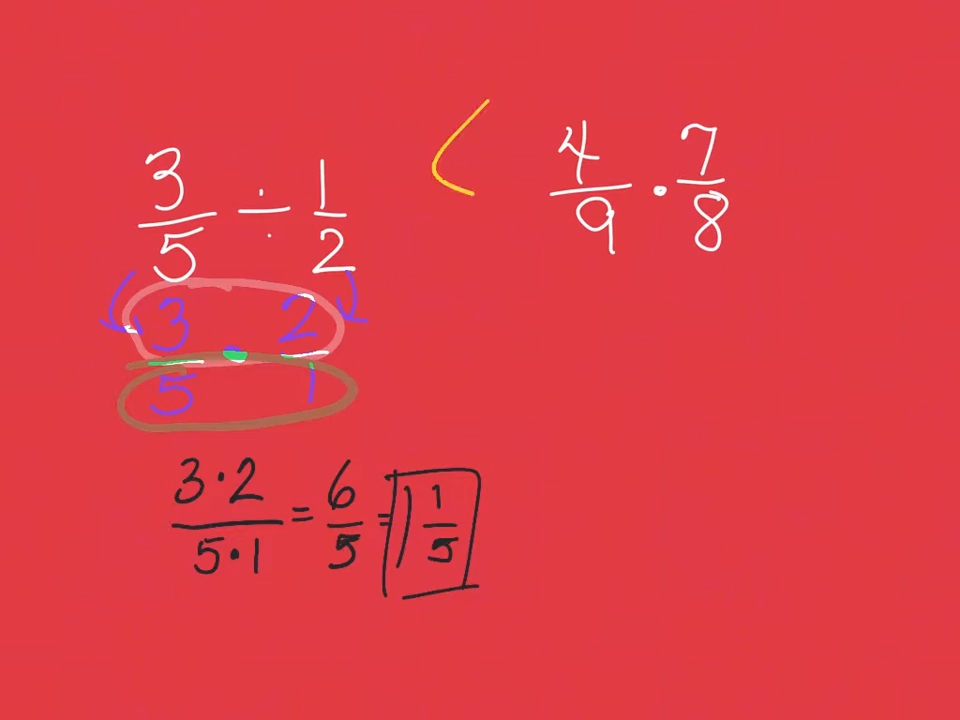 3/5 ÷ 1/2 < 4/9 · 7/8
3/5 · 2/1
3·2/5·1 = 6/5 = 1 1/5